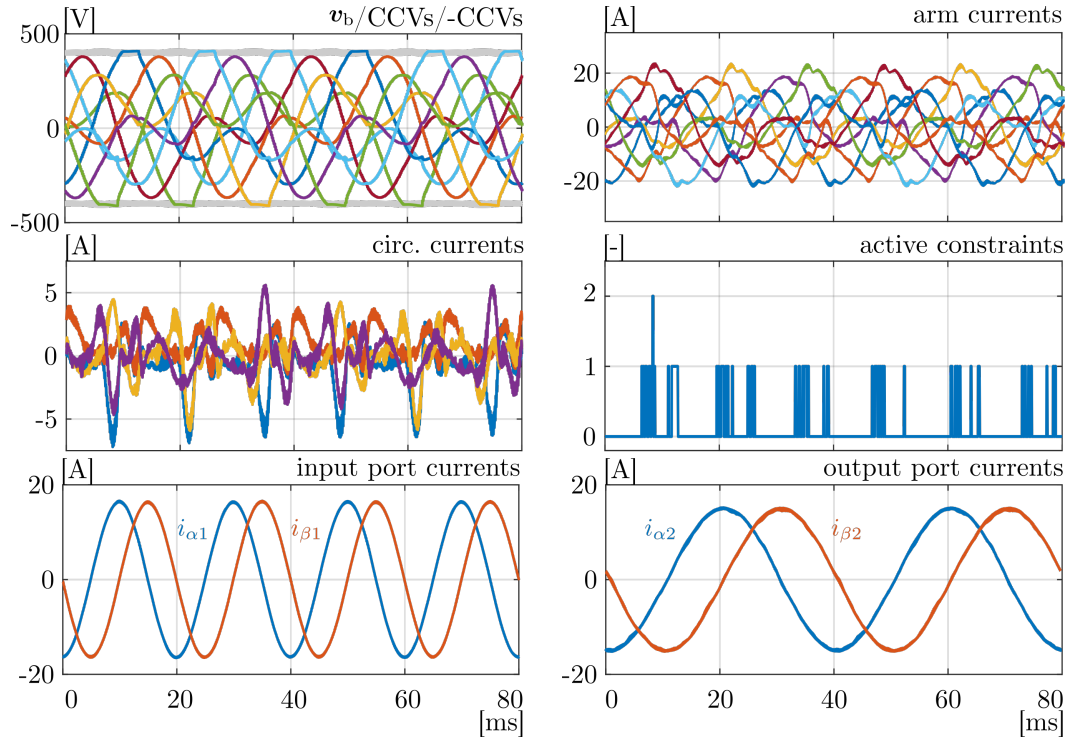 [V] v_b/CCVs/-CCVs
500
0
-500
[A] arm currents
20
0
-20
[A] circ. currents
5
0
-5
[-] active constraints
2
1
0
[A] input port currents
20
0
-20
i_α1
i_β1
0 20 40 60 80
[ms]
[A] output port currents
20
0
-20
i_α2
i_β2
0 20 40 60 80
[ms]